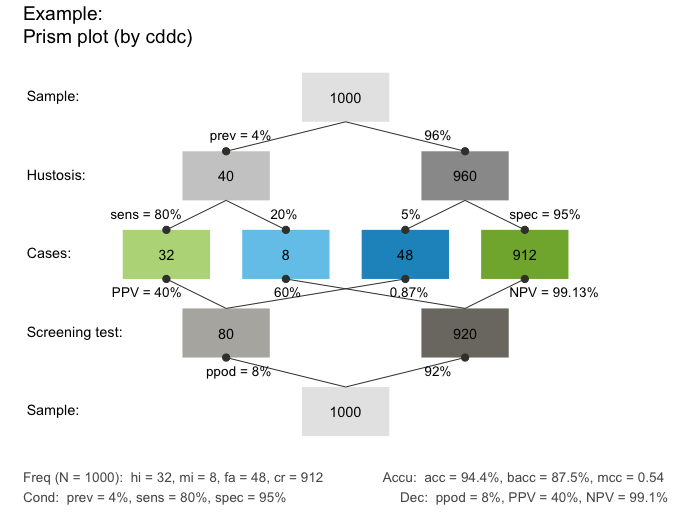 Example:
Prism plot (by cddc)
Sample:
1000
prev = 4%
96%
Hustosis:
40
960
sens = 80%
20%
5%
spec = 95%
Cases:
32
8
48
912
PPV = 40%
60%
0.87%
NPV = 99.13%
Screening test:
80
920
ppod = 8%
92%
Sample:
1000
Freq (N = 1000):  hi = 32, mi = 8, fa = 48, cr = 912
Accu:  acc = 94.4%, bacc = 87.5%, mcc = 0.54
Cond:  prev = 4%, sens = 80%, spec = 95%
Dec:  ppod = 8%, PPV = 40%, NPV = 99.1%